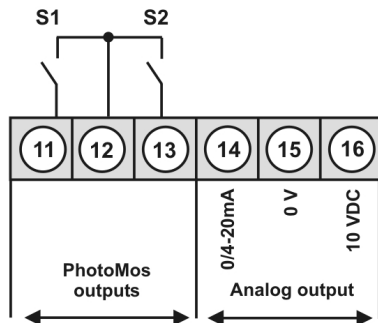 S1 S2
11 12 13 14 15 16
0/4-20mA
0 V
10 VDC
PhotoMos
outputs
Analog output